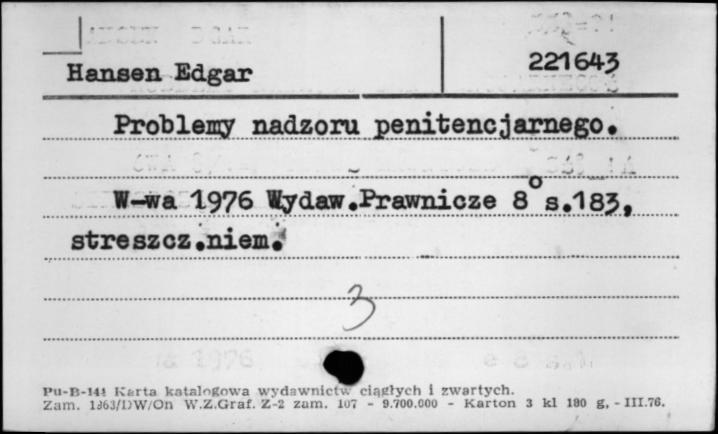 Hansen Edgar
221643
Problemy nadzoru penitencjarnego.
W-wa 1976 Wydaw.Prawnicze 8° s.183,
streszcz.niem.
3
Pu-B-144 Karta katalogowa wydawnictw ciągłych i zwartych.
Zam. 1363/DW/On W.Z.Graf. Z-2 zam. 107 - 9.700.000 - Karton 3 kl 180 g, - III.76.